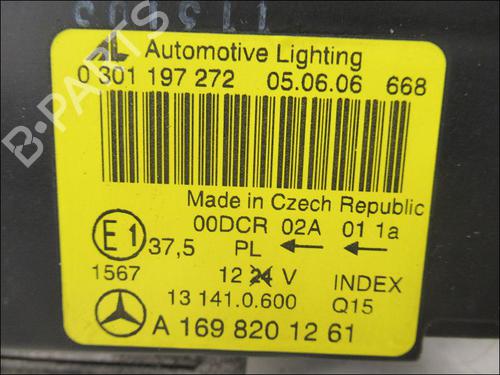 AL Automotive Lighting
0 301 197 272 05.06.06 668
Made in Czech Republic
00DCR 02A 01 1a
E1 37,5 PL ← ←
1567 12 24 V INDEX
13 141.0.600 Q15
A 169 820 12 61
B-PARTS